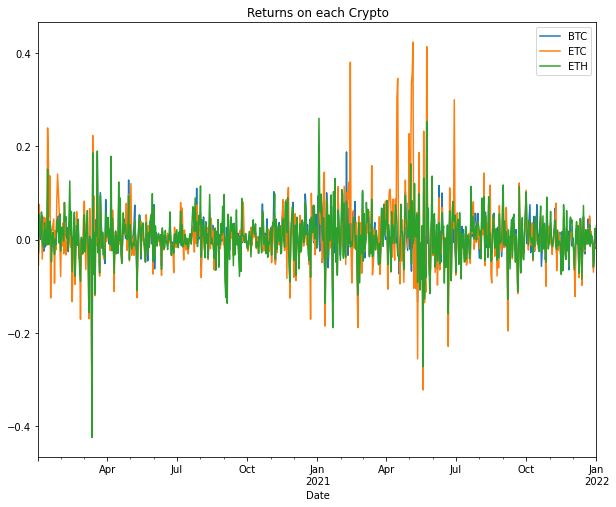 Returns on each Crypto
BTC
ETC
ETH
0.4
0.2
0.0
−0.2
−0.4
Apr
Jul
Oct
Jan
2021
Apr
Jul
Oct
Jan
2022
Date